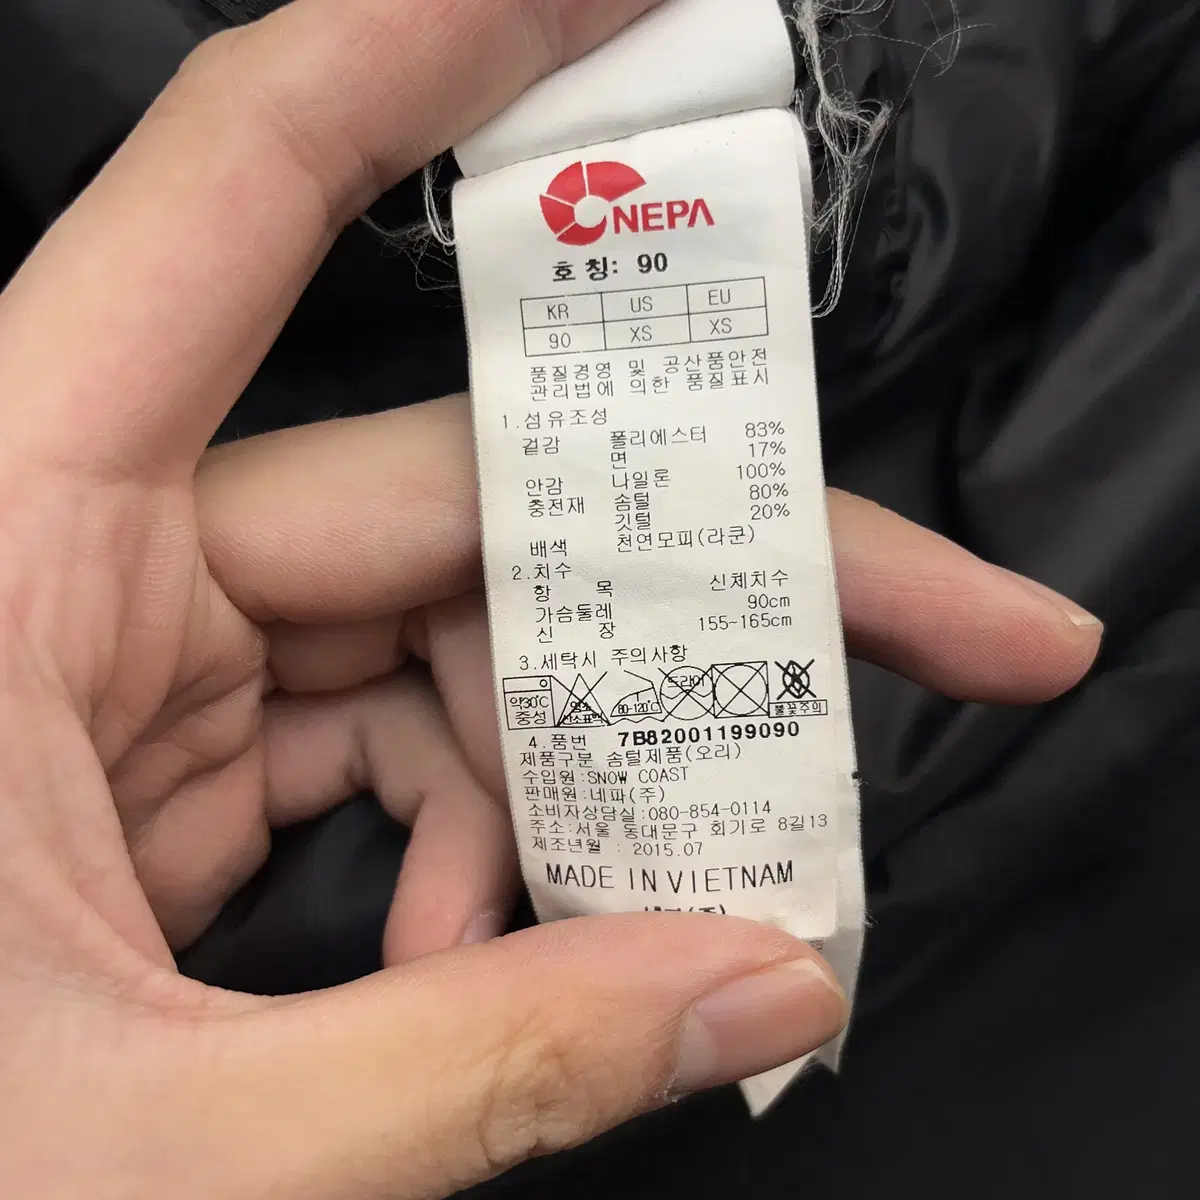 NEPA
호칭: 90
KR US EU
90 XS XS
품질경영 및 공산품안전
관리법에 의한 품질표시
1.섬유조성
겉감 폴리에스터 83%
면 17%
안감 나일론 100%
충전재 솜털 80%
깃털 20%
배색 천연모피(라쿤)
2.치수
항 목 신체치수
가슴둘레 90cm
신 장 155~165cm
3.세탁시 주의사항
약30℃ 중성
80~120℃
드라이
불꽃주의
4.품번 7B82001199090
제품구분 솜털제품(오리)
수입원:SNOW COAST
판매원:네파(주)
소비자상담실:080-854-0114
주소:서울 동대문구 회기로 8길13
제조년월 : 2015.07
MADE IN VIETNAM